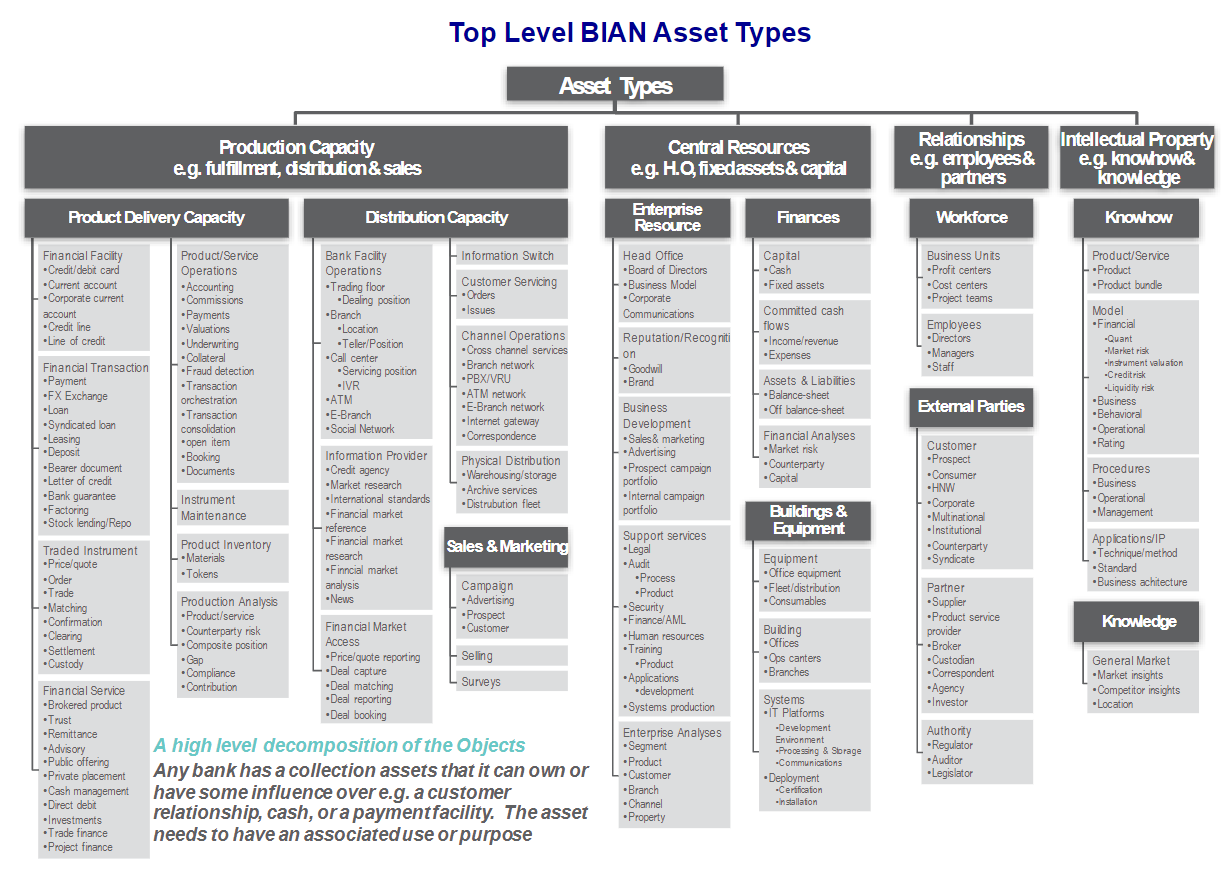 Top Level BIAN Asset Types
Asset Types
Production Capacity
e.g. fulfillment, distribution & sales
Central Resources
e.g. H.O, fixed assets & capital
Relationships
e.g. employees &
partners
Intellectual Property
e.g. knowhow &
knowledge
Product Delivery Capacity
Financial Facility
•Credit/debit card
•Current account
•Corporate current
account
•Credit line
•Line of credit
Financial Transaction
•Payment
•FX Exchange
•Loan
•Syndicated loan
•Leasing
•Deposit
•Bearer document
•Letter of credit
•Bank guarantee
•Factoring
•Stock lending/Repo
Traded Instrument
•Price/quote
•Order
•Trade
•Matching
•Confirmation
•Clearing
•Settlement
•Custody
Financial Service
•Brokered product
•Trust
•Remittance
•Advisory
•Public offering
•Private placement
•Cash management
•Direct debit
•Investments
•Trade finance
•Project finance
Product/Service
Operations
•Accounting
•Commissions
•Payments
•Valuations
•Underwriting
•Collateral
•Fraud detection
•Transaction
orchestration
•Transaction
consolidation
•open item
•Booking
•Documents
Instrument
Maintenance
Product Inventory
•Materials
•Tokens
Production Analysis
•Product/service
•Counterparty risk
•Composite position
•Gap
•Compliance
•Contribution
Distribution Capacity
Bank Facility
Operations
•Trading floor
•Dealing position
•Branch
•Location
•Teller/Position
•Call center
•Servicing position
•IVR
•ATM
•E-Branch
•Social Network
Information Provider
•Credit agency
•Market research
•International standards
•Financial market
reference
•Financial market
research
•Finncial market
analysis
•News
Financial Market
Access
•Price/quote reporting
•Deal capture
•Deal matching
•Deal reporting
•Deal booking
Information Switch
Customer Servicing
•Orders
•Issues
Channel Operations
•Cross channel services
•Branch network
•PBX/VRU
•ATM network
•E-Branch network
•Internet gateway
•Correspondence
Physical Distribution
•Warehousing/storage
•Archive services
•Distrubution fleet
Sales & Marketing
Campaign
•Advertising
•Prospect
•Customer
Selling
Surveys
Enterprise
Resource
Head Office
•Board of Directors
•Business Model
•Corporate
Communications
Reputation/Recogniti
on
•Goodwill
•Brand
Business
Development
•Sales& marketing
•Advertising
•Prospect campaign
portfolio
•Internal campaign
portfolio
Support services
•Legal
•Audit
•Process
•Product
•Security
•Finance/AML
•Human resources
•Training
•Product
•Applications
•development
•Systems production
Enterprise Analyses
•Segment
•Product
•Customer
•Branch
•Channel
•Property
Finances
Capital
•Cash
•Fixed assets
Committed cash
flows
•Income/revenue
•Expenses
Assets & Liabilities
•Balance-sheet
•Off balance-sheet
Financial Analyses
•Market risk
•Counterparty
•Capital
Buildings &
Equipment
Equipment
•Office equipment
•Fleet/distribution
•Consumables
Building
•Offices
•Ops canters
•Branches
Systems
•IT Platforms
•Development
Environment
•Processing & Storage
•Communications
•Deployment
•Certification
•Installation
Workforce
Business Units
•Profit centers
•Cost centers
•Project teams
Employees
•Directors
•Managers
•Staff
External Parties
Customer
•Prospect
•Consumer
•HNW
•Corporate
•Multinational
•Institutional
•Counterparty
•Syndicate
Partner
•Supplier
•Product service
provider
•Broker
•Custodian
•Correspondent
•Agency
•Investor
Authority
•Regulator
•Auditor
•Legislator
Knowhow
Product/Service
•Product
•Product bundle
Model
•Financial
•Quant
•Market risk
•Instrument valuation
•Credit risk
•Liquidity risk
•Business
•Behavioral
•Operational
•Rating
Procedures
•Business
•Operational
•Management
Applications/IP
•Technique/method
•Standard
•Business achitecture
Knowledge
General Market
•Market insights
•Competitor insights
•Location
A high level decomposition of the Objects
Any bank has a collection assets that it can own or
have some influence over e.g. a customer
relationship, cash, or a payment facility. The asset
needs to have an associated use or purpose